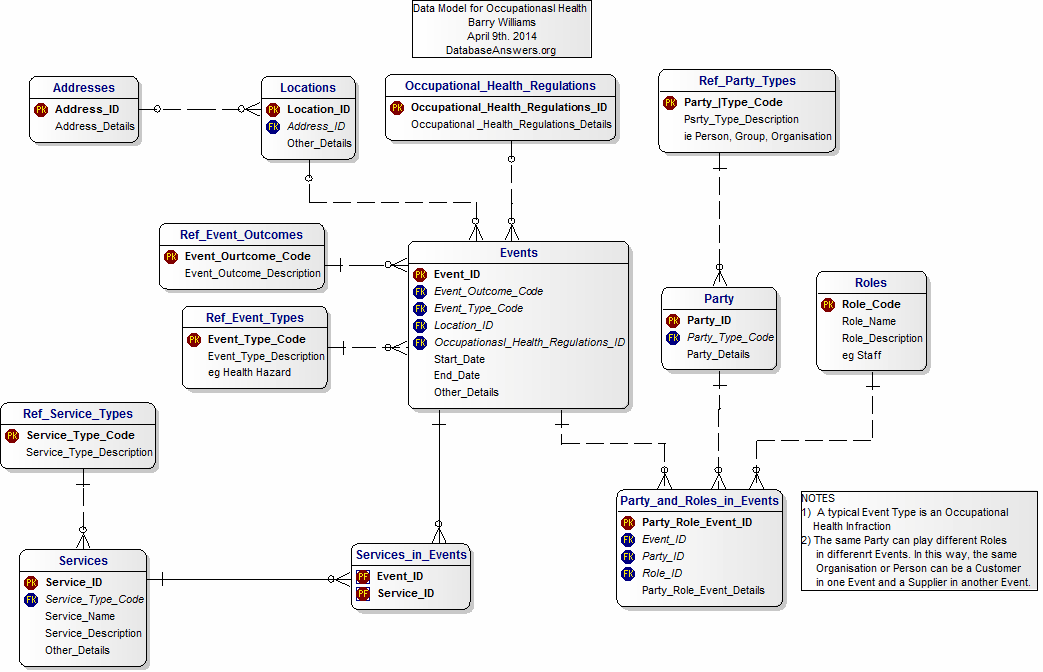 Data Model for Occupationasl Health
Barry Williams
April 9th. 2014
DatabaseAnswers.org
Addresses
PK Address_ID
Address_Details
Locations
PK Location_ID
FK Address_ID
Other_Details
Occupational_Health_Regulations
PK Occupational_Health_Regulations_ID
Occupational _Health_Regulations_Details
Ref_Party_Types
PK Party_|Type_Code
Psrty_Type_Description
ie Person, Group, Organisation
Ref_Event_Outcomes
PK Event_Ourtcome_Code
Event_Outcome_Description
Ref_Event_Types
PK Event_Type_Code
Event_Type_Description
eg Health Hazard
Events
PK Event_ID
FK Event_Outcome_Code
FK Event_Type_Code
FK Location_ID
FK Occupationasl_Health_Regulations_ID
Start_Date
End_Date
Other_Details
Party
PK Party_ID
FK Party_Type_Code
Party_Details
Roles
PK Role_Code
Role_Name
Role_Description
eg Staff
Ref_Service_Types
PK Service_Type_Code
Service_Type_Description
Services
PK Service_ID
FK Service_Type_Code
Service_Name
Service_Description
Other_Details
Services_in_Events
PF Event_ID
PF Service_ID
Party_and_Roles_in_Events
PK Party_Role_Event_ID
FK Event_ID
FK Party_ID
FK Role_ID
Party_Role_Event_Details
NOTES
1) A typical Event Type is an Occupational
Health Infraction
2) The same Party can play different Roles
in differenrt Events. In this way, the same
Organisation or Person can be a Customer
in one Event and a Supplier in another Event.